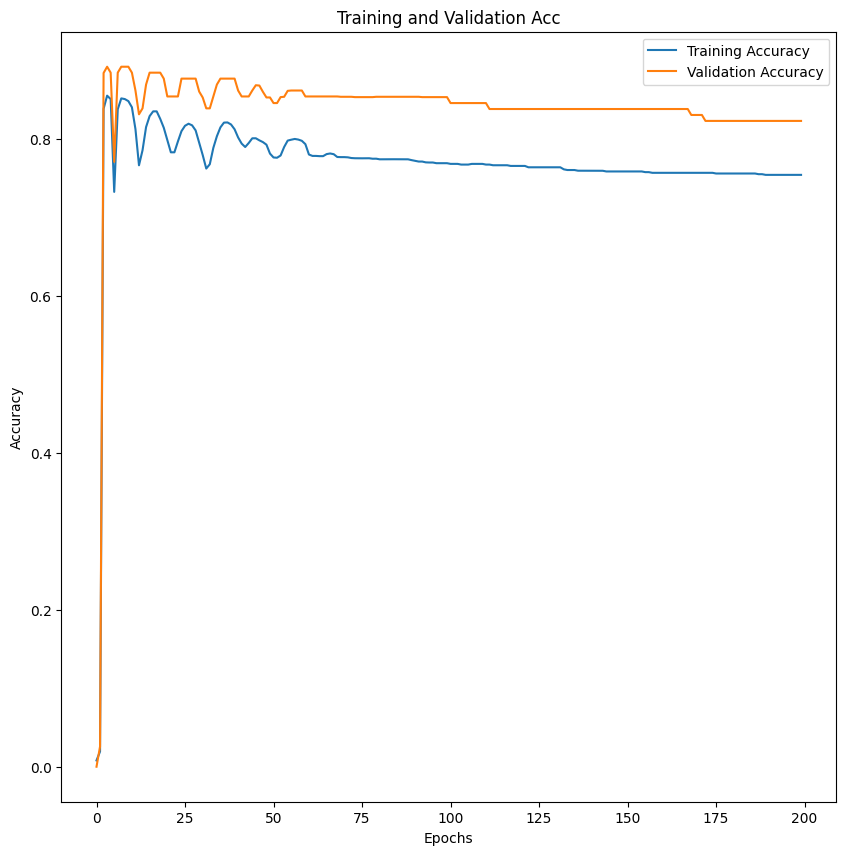 Training and Validation Acc
Training Accuracy
Validation Accuracy
Accuracy
0.8
0.6
0.4
0.2
0.0
0 25 50 75 100 125 150 175 200
Epochs